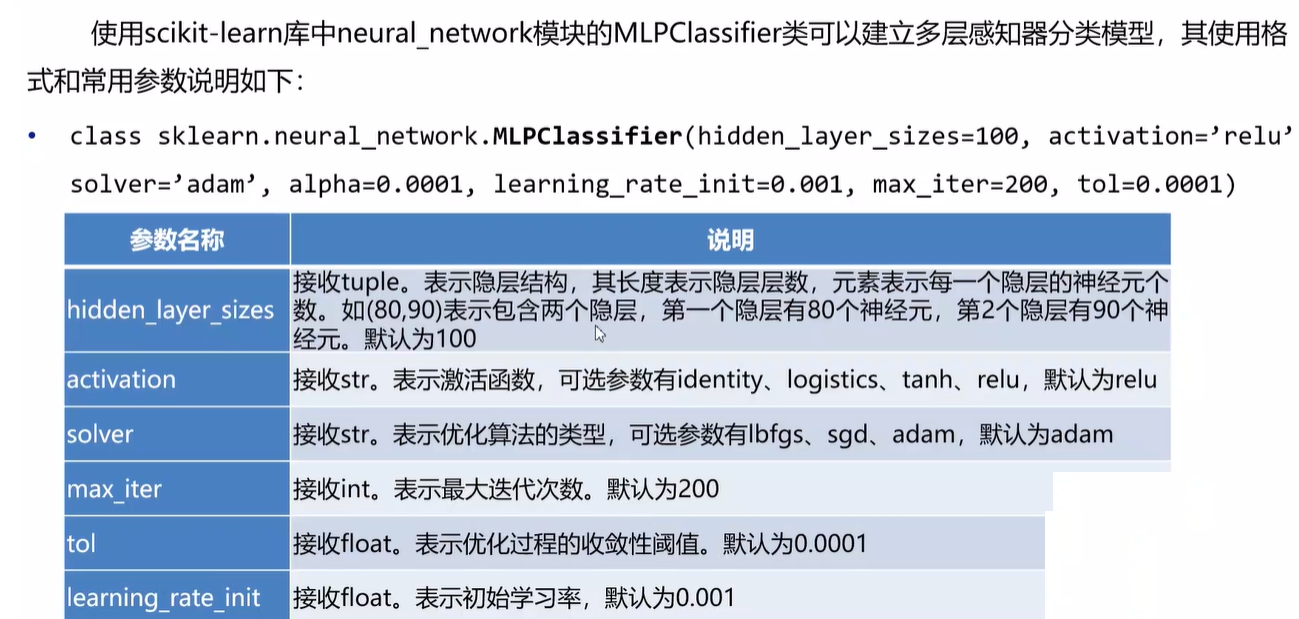 使用scikit-learn库中neural_network模块的MLPClassifier类可以建立多层感知器分类模型，其使用格
式和常用参数说明如下：
• class sklearn.neural_network.MLPClassifier(hidden_layer_sizes=100, activation=’relu’
solver=’adam’, alpha=0.0001, learning_rate_init=0.001, max_iter=200, tol=0.0001)
参数名称 说明
hidden_layer_sizes 接收tuple。表示隐层结构，其长度表示隐层层数，元素表示每一个隐层的神经元个
数。如(80,90)表示包含两个隐层，第一个隐层有80个神经元，第2个隐层有90个神
经元。默认为100
activation 接收str。表示激活函数，可选参数有identity、logistics、tanh、relu，默认为relu
solver 接收str。表示优化算法的类型，可选参数有lbfgs、sgd、adam，默认为adam
max_iter 接收int。表示最大迭代次数。默认为200
tol 接收float。表示优化过程的收敛性阈值。默认为0.0001
learning_rate_init 接收float。表示初始学习率，默认为0.001